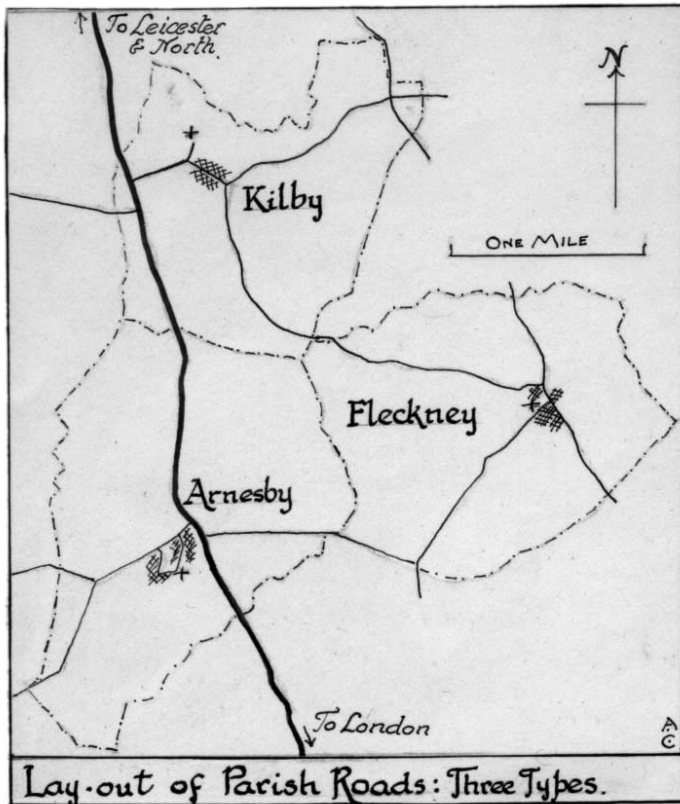 To Leicester
& North.
N
Kilby
ONE MILE
Fleckney
Arnesby
To London
A.
C
Lay-out of Parish Roads: Three Types.